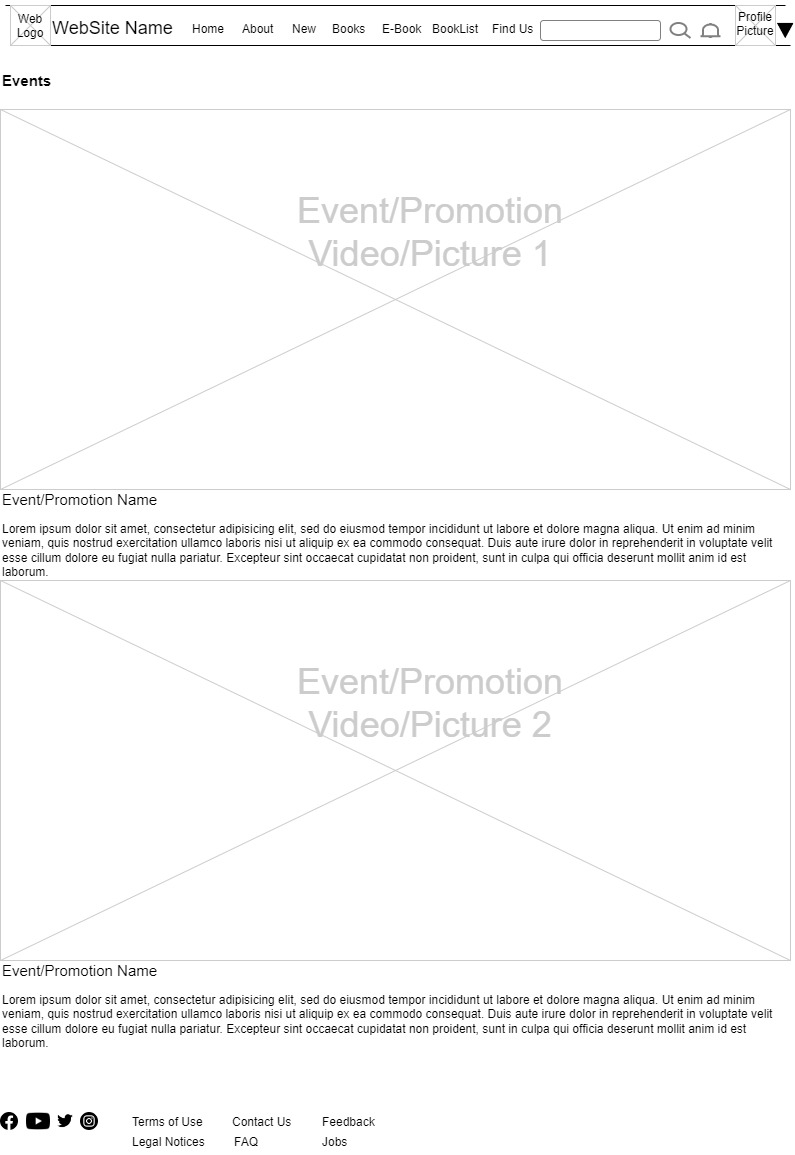 Web
Logo
WebSite Name
Home
About
New
Books
E-Book
BookList
Find Us
Profile
Picture
Events
Event/Promotion
Video/Picture 1
Event/Promotion Name
Lorem ipsum dolor sit amet, consectetur adipisicing elit, sed do eiusmod tempor incididunt ut labore et dolore magna aliqua. Ut enim ad minim
veniam, quis nostrud exercitation ullamco laboris nisi ut aliquip ex ea commodo consequat. Duis aute irure dolor in reprehenderit in voluptate velit
esse cillum dolore eu fugiat nulla pariatur. Excepteur sint occaecat cupidatat non proident, sunt in culpa qui officia deserunt mollit anim id est
laborum.
Event/Promotion
Video/Picture 2
Event/Promotion Name
Lorem ipsum dolor sit amet, consectetur adipisicing elit, sed do eiusmod tempor incididunt ut labore et dolore magna aliqua. Ut enim ad minim
veniam, quis nostrud exercitation ullamco laboris nisi ut aliquip ex ea commodo consequat. Duis aute irure dolor in reprehenderit in voluptate velit
esse cillum dolore eu fugiat nulla pariatur. Excepteur sint occaecat cupidatat non proident, sunt in culpa qui officia deserunt mollit anim id est
laborum.
Terms of Use
Contact Us
Feedback
Legal Notices
FAQ
Jobs